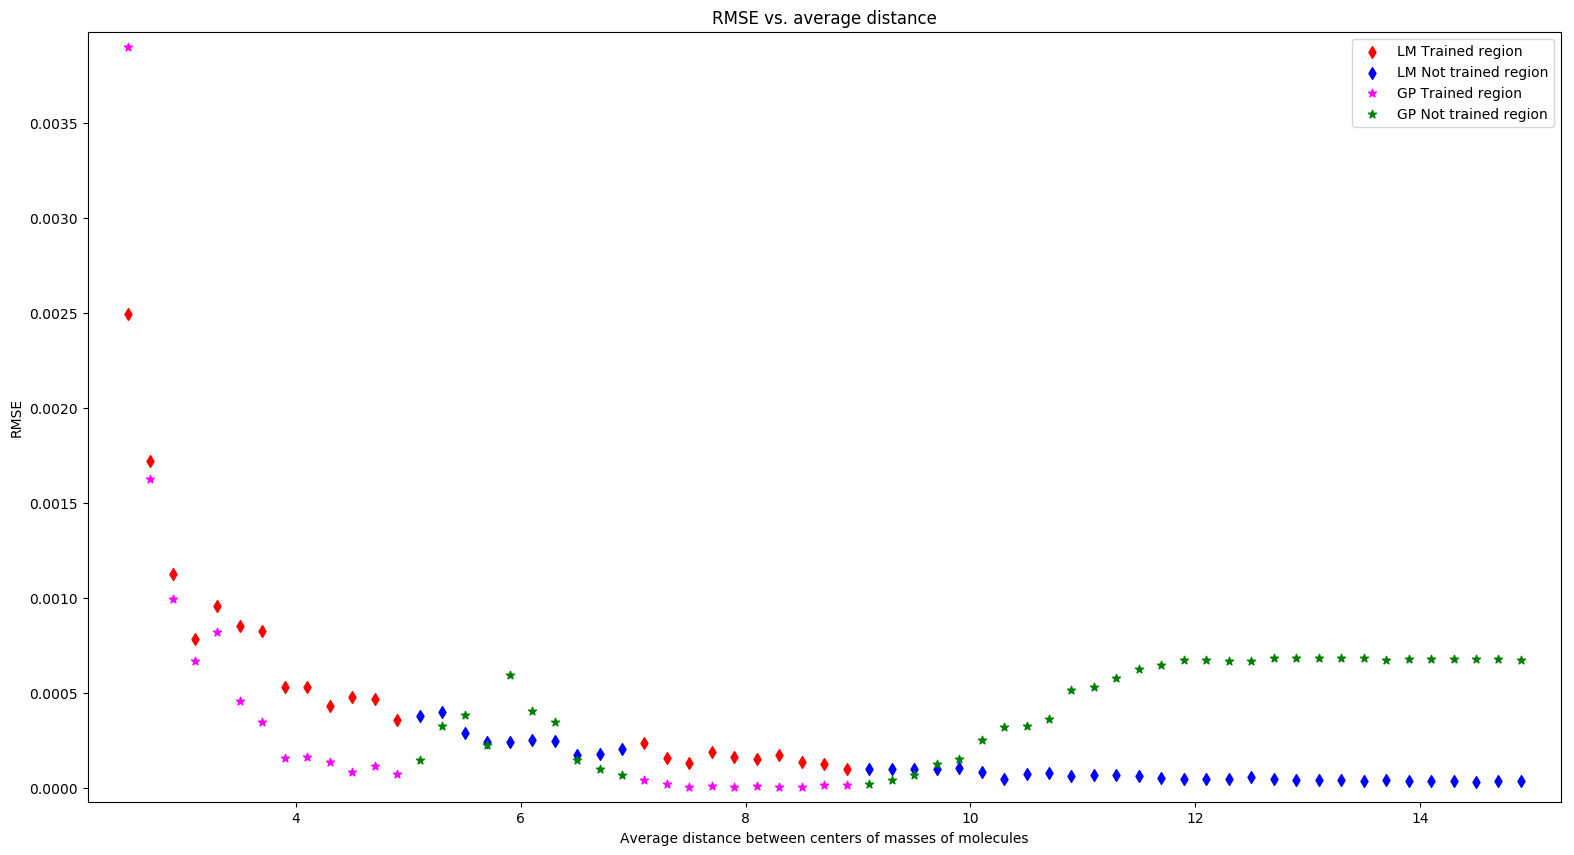 RMSE vs. average distance
LM Trained region
LM Not trained region
GP Trained region
GP Not trained region
0.0035
0.0030
0.0025
0.0020
0.0015
0.0010
0.0005
0.0000
RMSE
4 6 8 10 12 14
Average distance between centers of masses of molecules